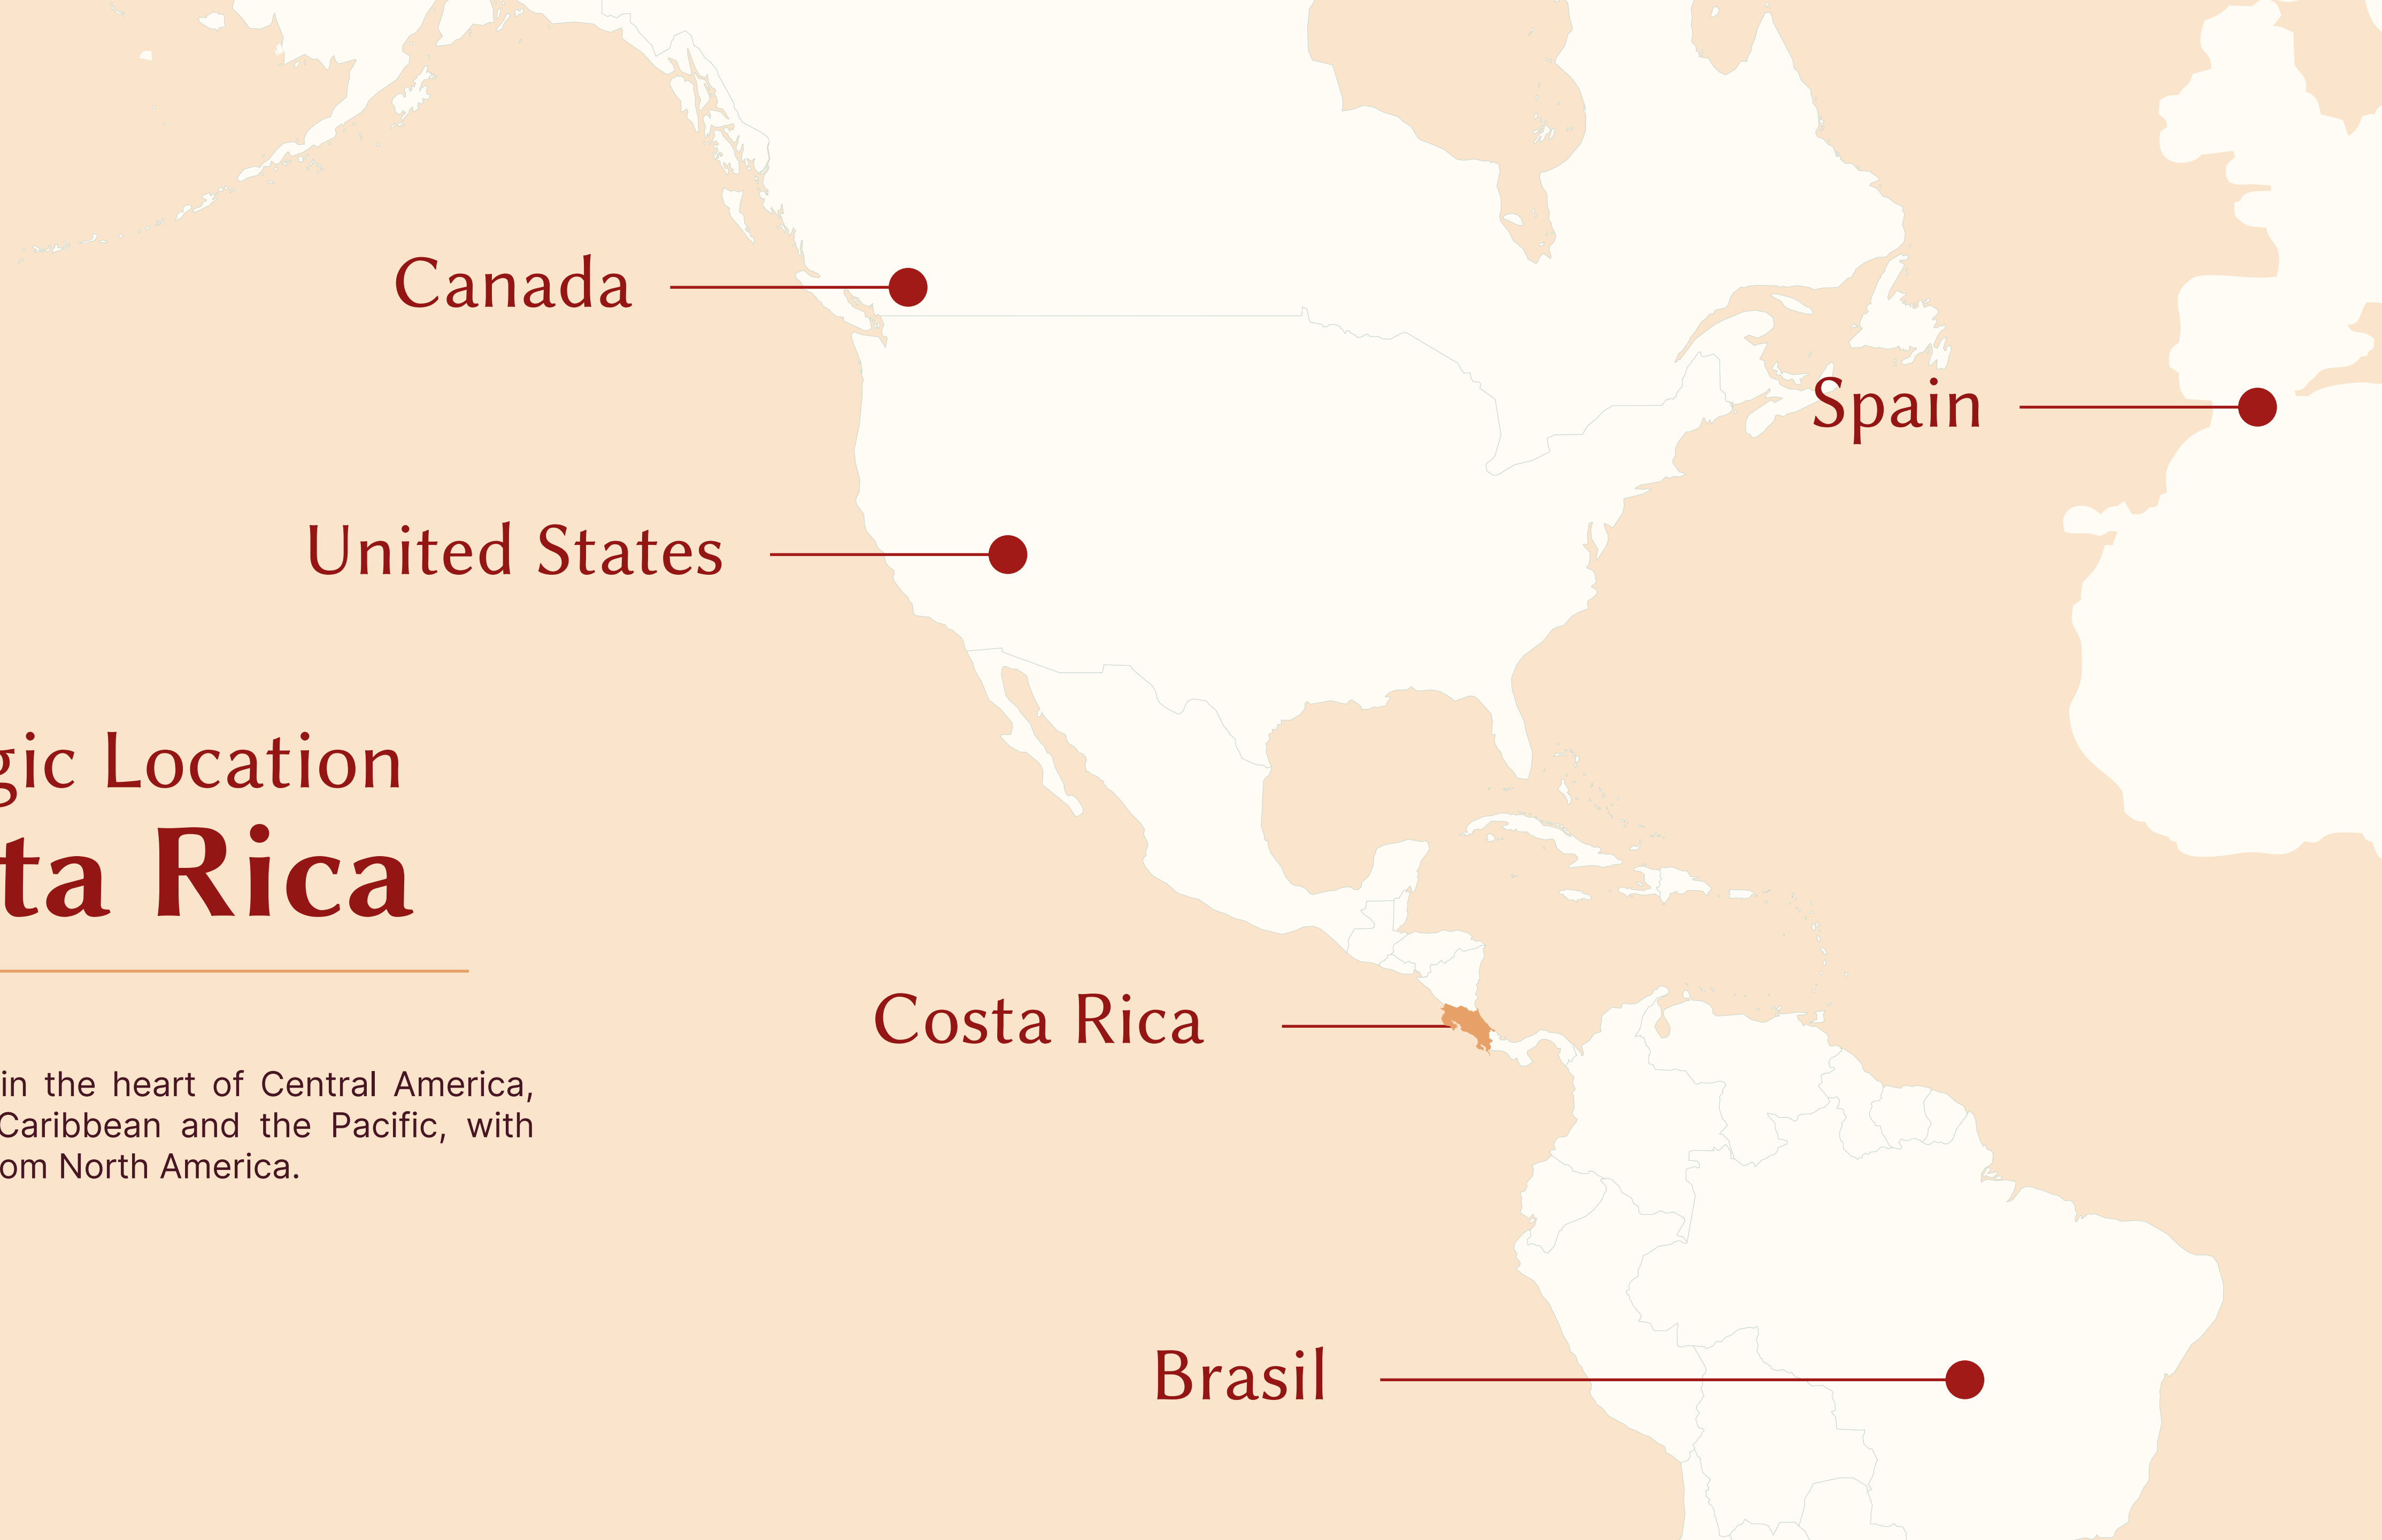 Canada
Spain
United States
gic Location
ta Rica
Costa Rica
in the heart of Central America,
Caribbean and the Pacific, with
om North America.
Brasil